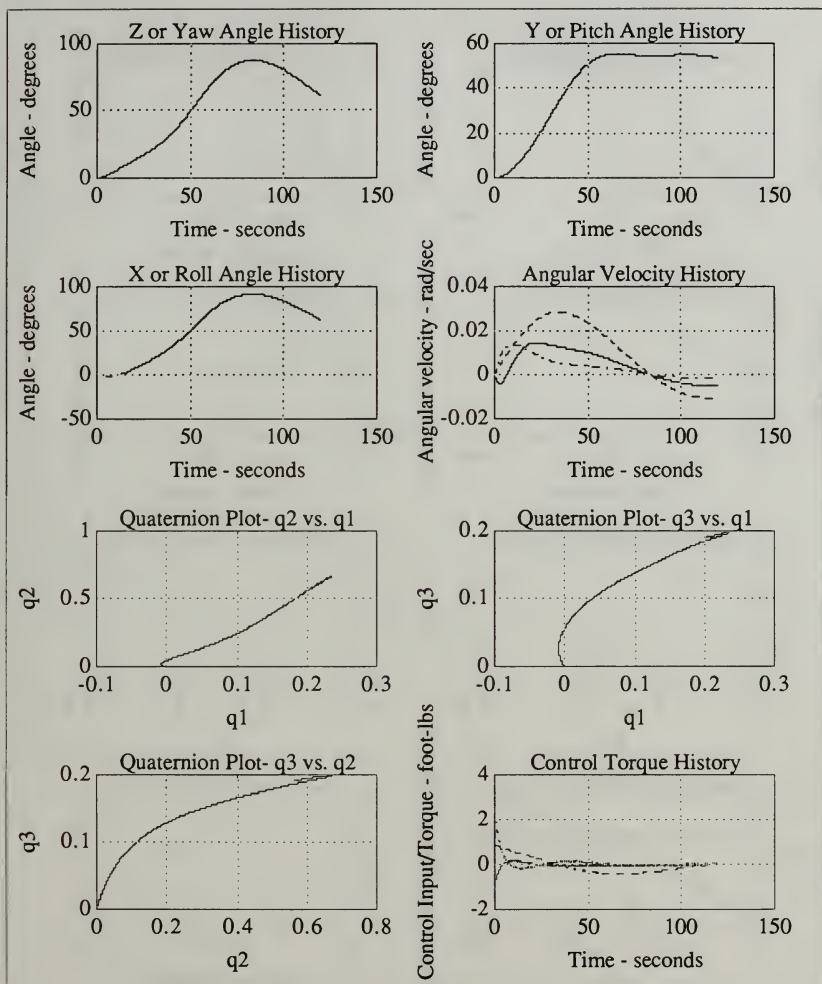 Z or Yaw Angle History
Angle - degrees
100
50
0
0 50 100 150
Time - seconds
Y or Pitch Angle History
Angle - degrees
60
40
20
0
0 50 100 150
Time - seconds
X or Roll Angle History
Angle - degrees
100
50
0
-50
0 50 100 150
Time - seconds
Angular Velocity History
Angular velocity - rad/sec
0.04
0.02
0
-0.02
0 50 100 150
Time - seconds
Quaternion Plot- q2 vs. q1
q2
1
0.5
0
-0.1 0 0.1 0.2 0.3
q1
Quaternion Plot- q3 vs. q1
q3
0.2
0.1
0
-0.1 0 0.1 0.2 0.3
q1
Quaternion Plot- q3 vs. q2
q3
0.2
0.1
0
0 0.2 0.4 0.6 0.8
q2
Control Torque History
Control Input/Torque - foot-lbs
4
2
0
-2
0 50 100 150
Time - seconds